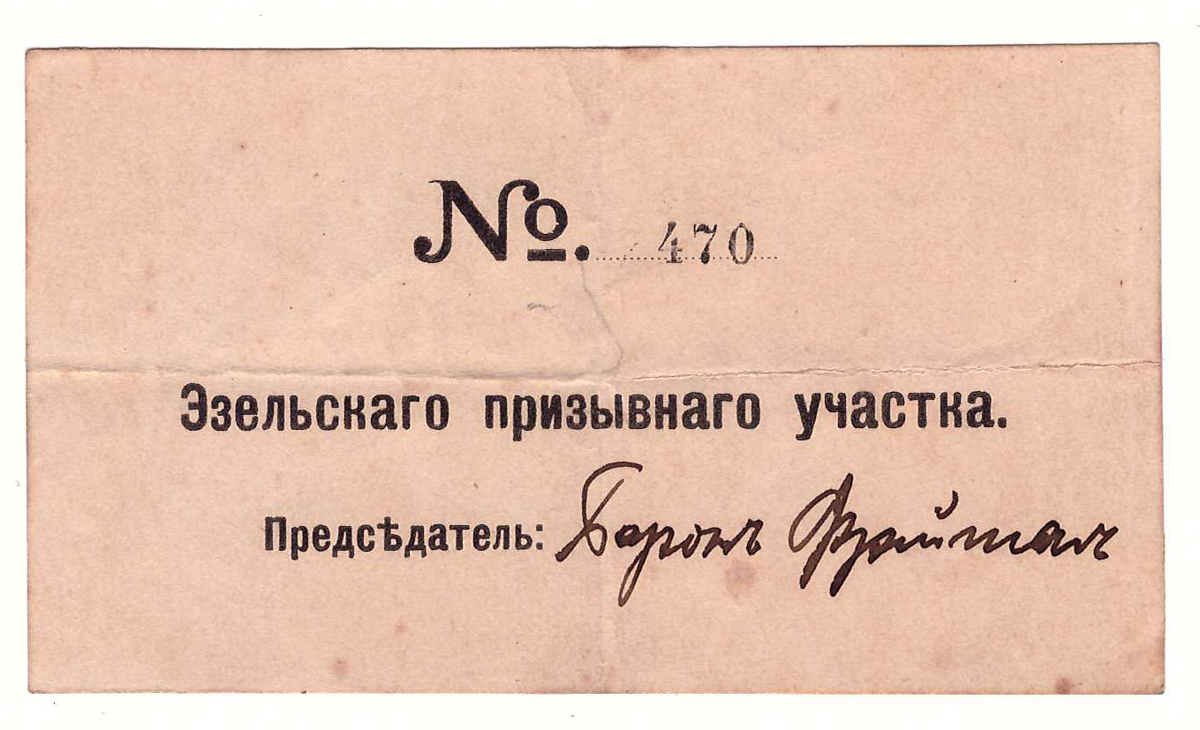 №. 470
Эзельскаго призывнаго участка.
Предсѣдатель: Баронъ